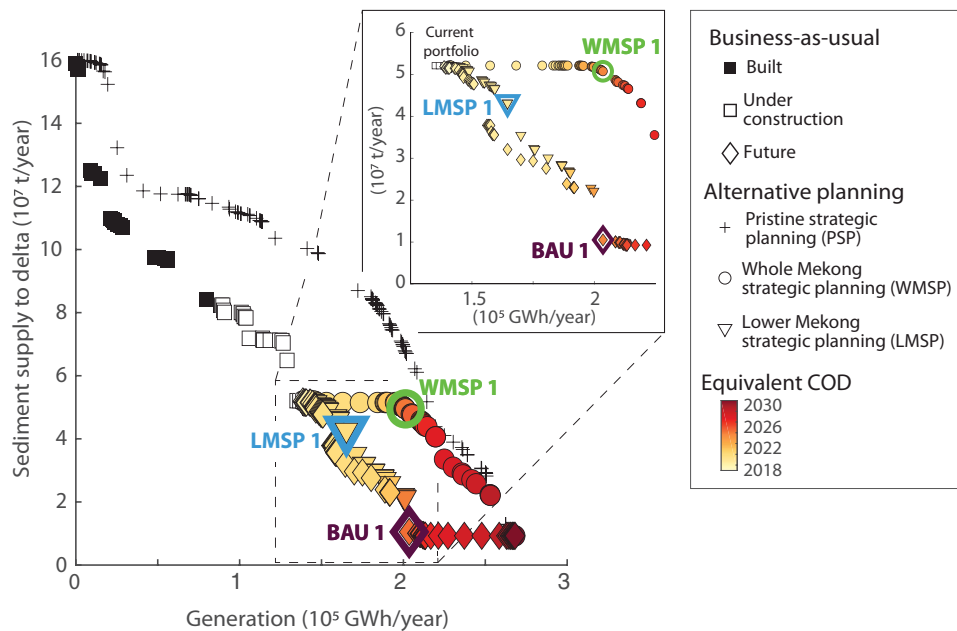 16
14
12
10
8
6
4
2
0
Sediment supply to delta (10⁷ t/year)
0
1
2
3
Generation (10⁵ GWh/year)
WMSP 1
LMSP 1
BAU 1
6
5
4
3
2
1
0
(10⁷ t/year)
1.5
2
(10⁵ GWh/year)
Current
portfolio
WMSP 1
LMSP 1
BAU 1
Business-as-usual
Built
Under
construction
Future
Alternative planning
Pristine strategic
planning (PSP)
Whole Mekong
strategic planning (WMSP)
Lower Mekong
strategic planning (LMSP)
Equivalent COD
2030
2026
2022
2018